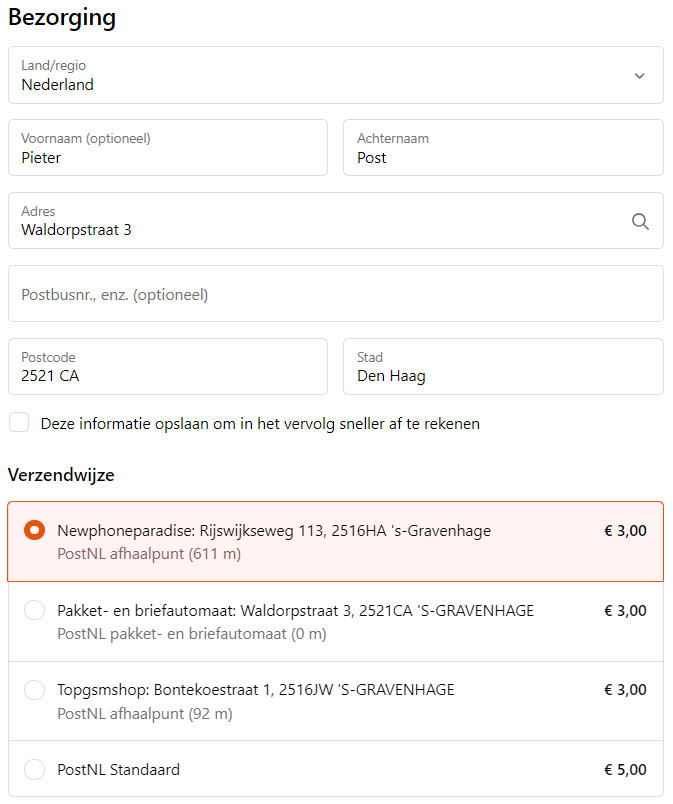 Bezorging
Land/regio
Nederland
Voornaam (optioneel)
Pieter
Achternaam
Post
Adres
Waldorpstraat 3
Postbusnr., enz. (optioneel)
Postcode
2521 CA
Stad
Den Haag
Deze informatie opslaan om in het vervolg sneller af te rekenen
Verzendwijze
Newphoneparadise: Rijswijkseweg 113, 2516HA 's-Gravenhage € 3,00
PostNL afhaalpunt (611 m)
Pakket- en briefautomaat: Waldorpstraat 3, 2521CA 'S-GRAVENHAGE € 3,00
PostNL pakket- en briefautomaat (0 m)
Topgsmshop: Bontekoestraat 1, 2516JW 'S-GRAVENHAGE € 3,00
PostNL afhaalpunt (92 m)
PostNL Standaard € 5,00